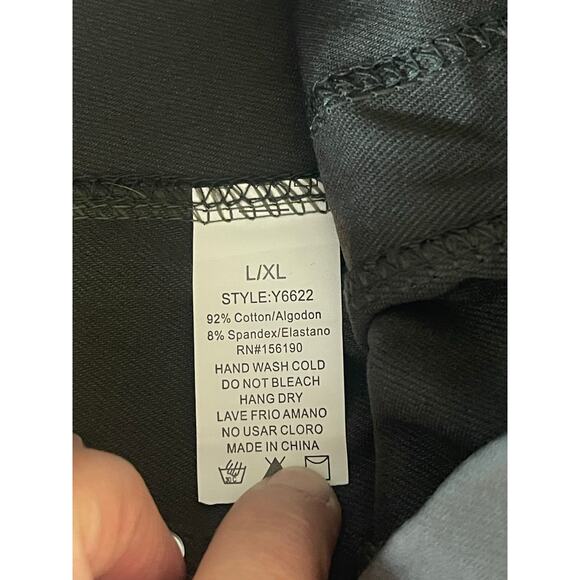 L/XL
STYLE:Y6622
92% Cotton/Algodon
8% Spandex/Elastano
RN#156190
HAND WASH COLD
DO NOT BLEACH
HANG DRY
LAVE FRIO AMANO
NO USAR CLORO
MADE IN CHINA